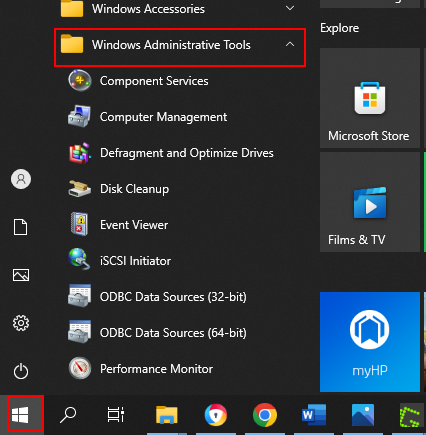 Windows Accessories
Windows Administrative Tools
Component Services
Computer Management
Defragment and Optimize Drives
Disk Cleanup
Event Viewer
iSCSI Initiator
ODBC Data Sources (32-bit)
ODBC Data Sources (64-bit)
Performance Monitor
Explore
Microsoft Store
Films & TV
myHP
W